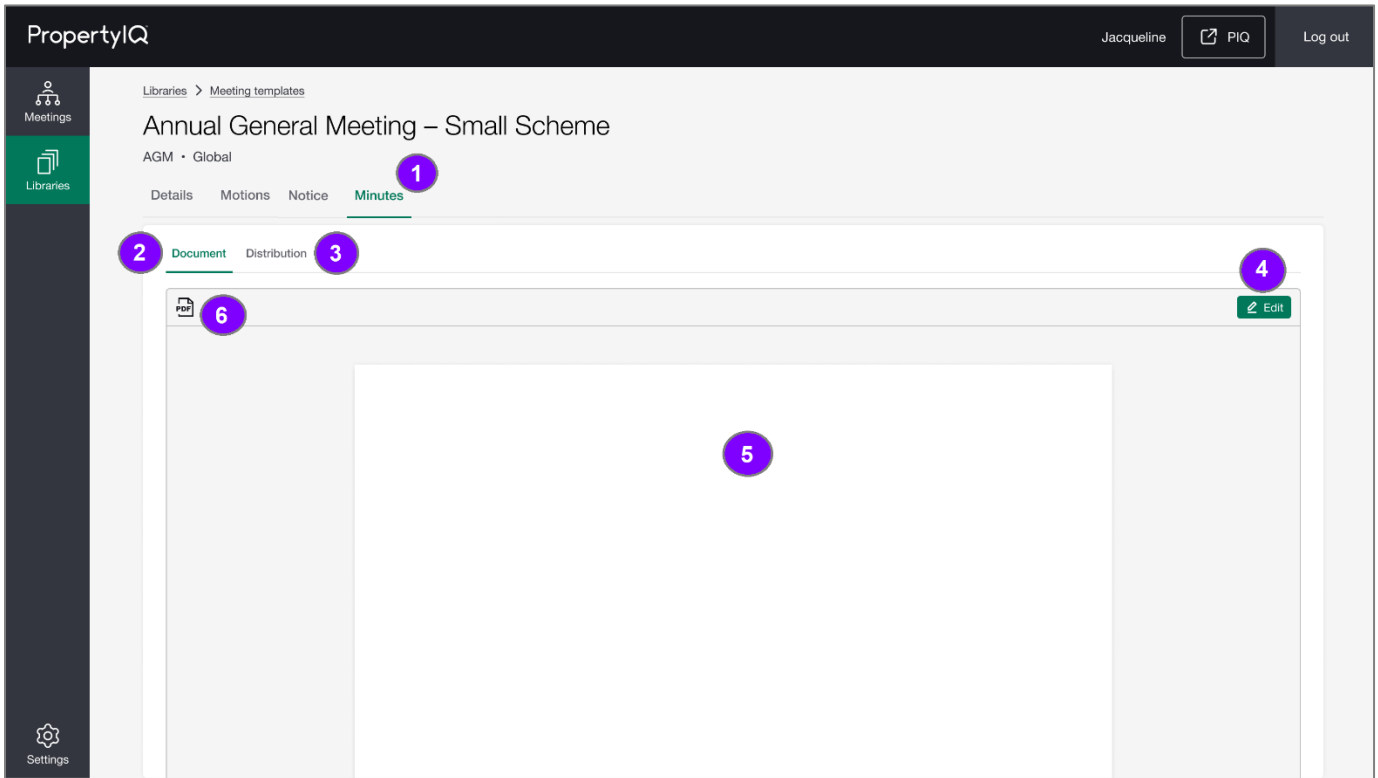 PropertyIQ
Jacqueline
PIQ
Log out
Meetings
Libraries
Settings
Libraries > Meeting templates
Annual General Meeting – Small Scheme
AGM • Global
1
Details Motions Notice Minutes
2 Document Distribution 3
4
PDF 6
Edit
5